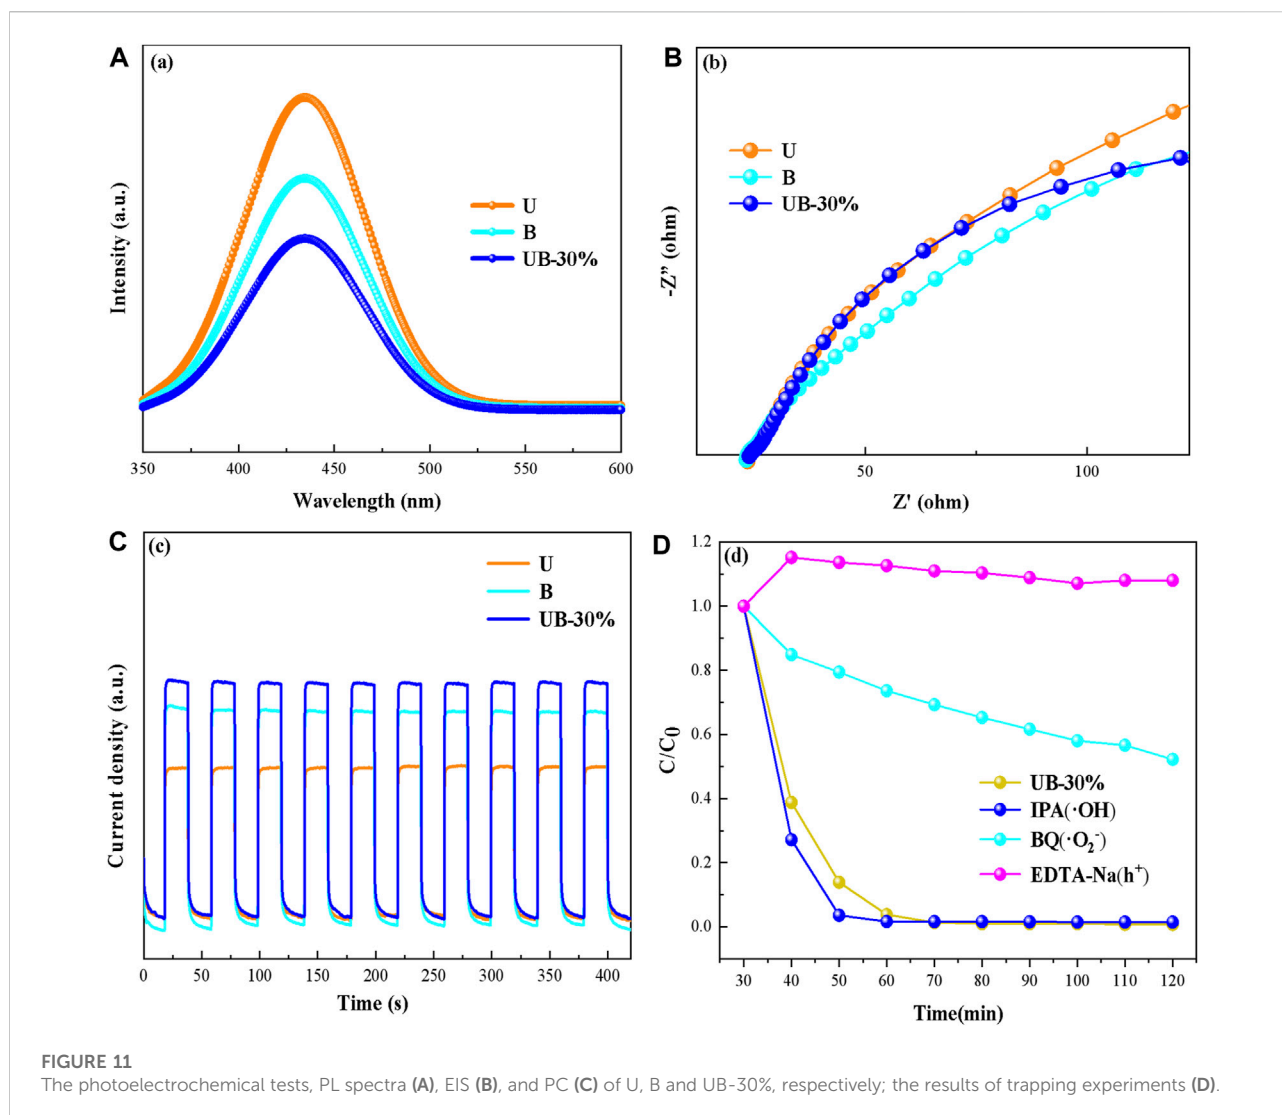 A
(a)
Intensity (a.u.)
U
B
UB-30%
350 400 450 500 550 600
Wavelength (nm)
B
(b)
-Z" (ohm)
U
B
UB-30%
50 100
Z' (ohm)
C
(c)
Current density (a.u.)
U
B
UB-30%
0 50 100 150 200 250 300 350 400
Time (s)
D
(d)
C/C₀
1.2
1.0
0.8
0.6
0.4
0.2
0.0
UB-30%
IPA(·OH)
BQ(·O₂⁻)
EDTA-Na(h⁺)
30 40 50 60 70 80 90 100 110 120
Time(min)
FIGURE 11
The photoelectrochemical tests, PL spectra (A), EIS (B), and PC (C) of U, B and UB-30%, respectively; the results of trapping experiments (D).